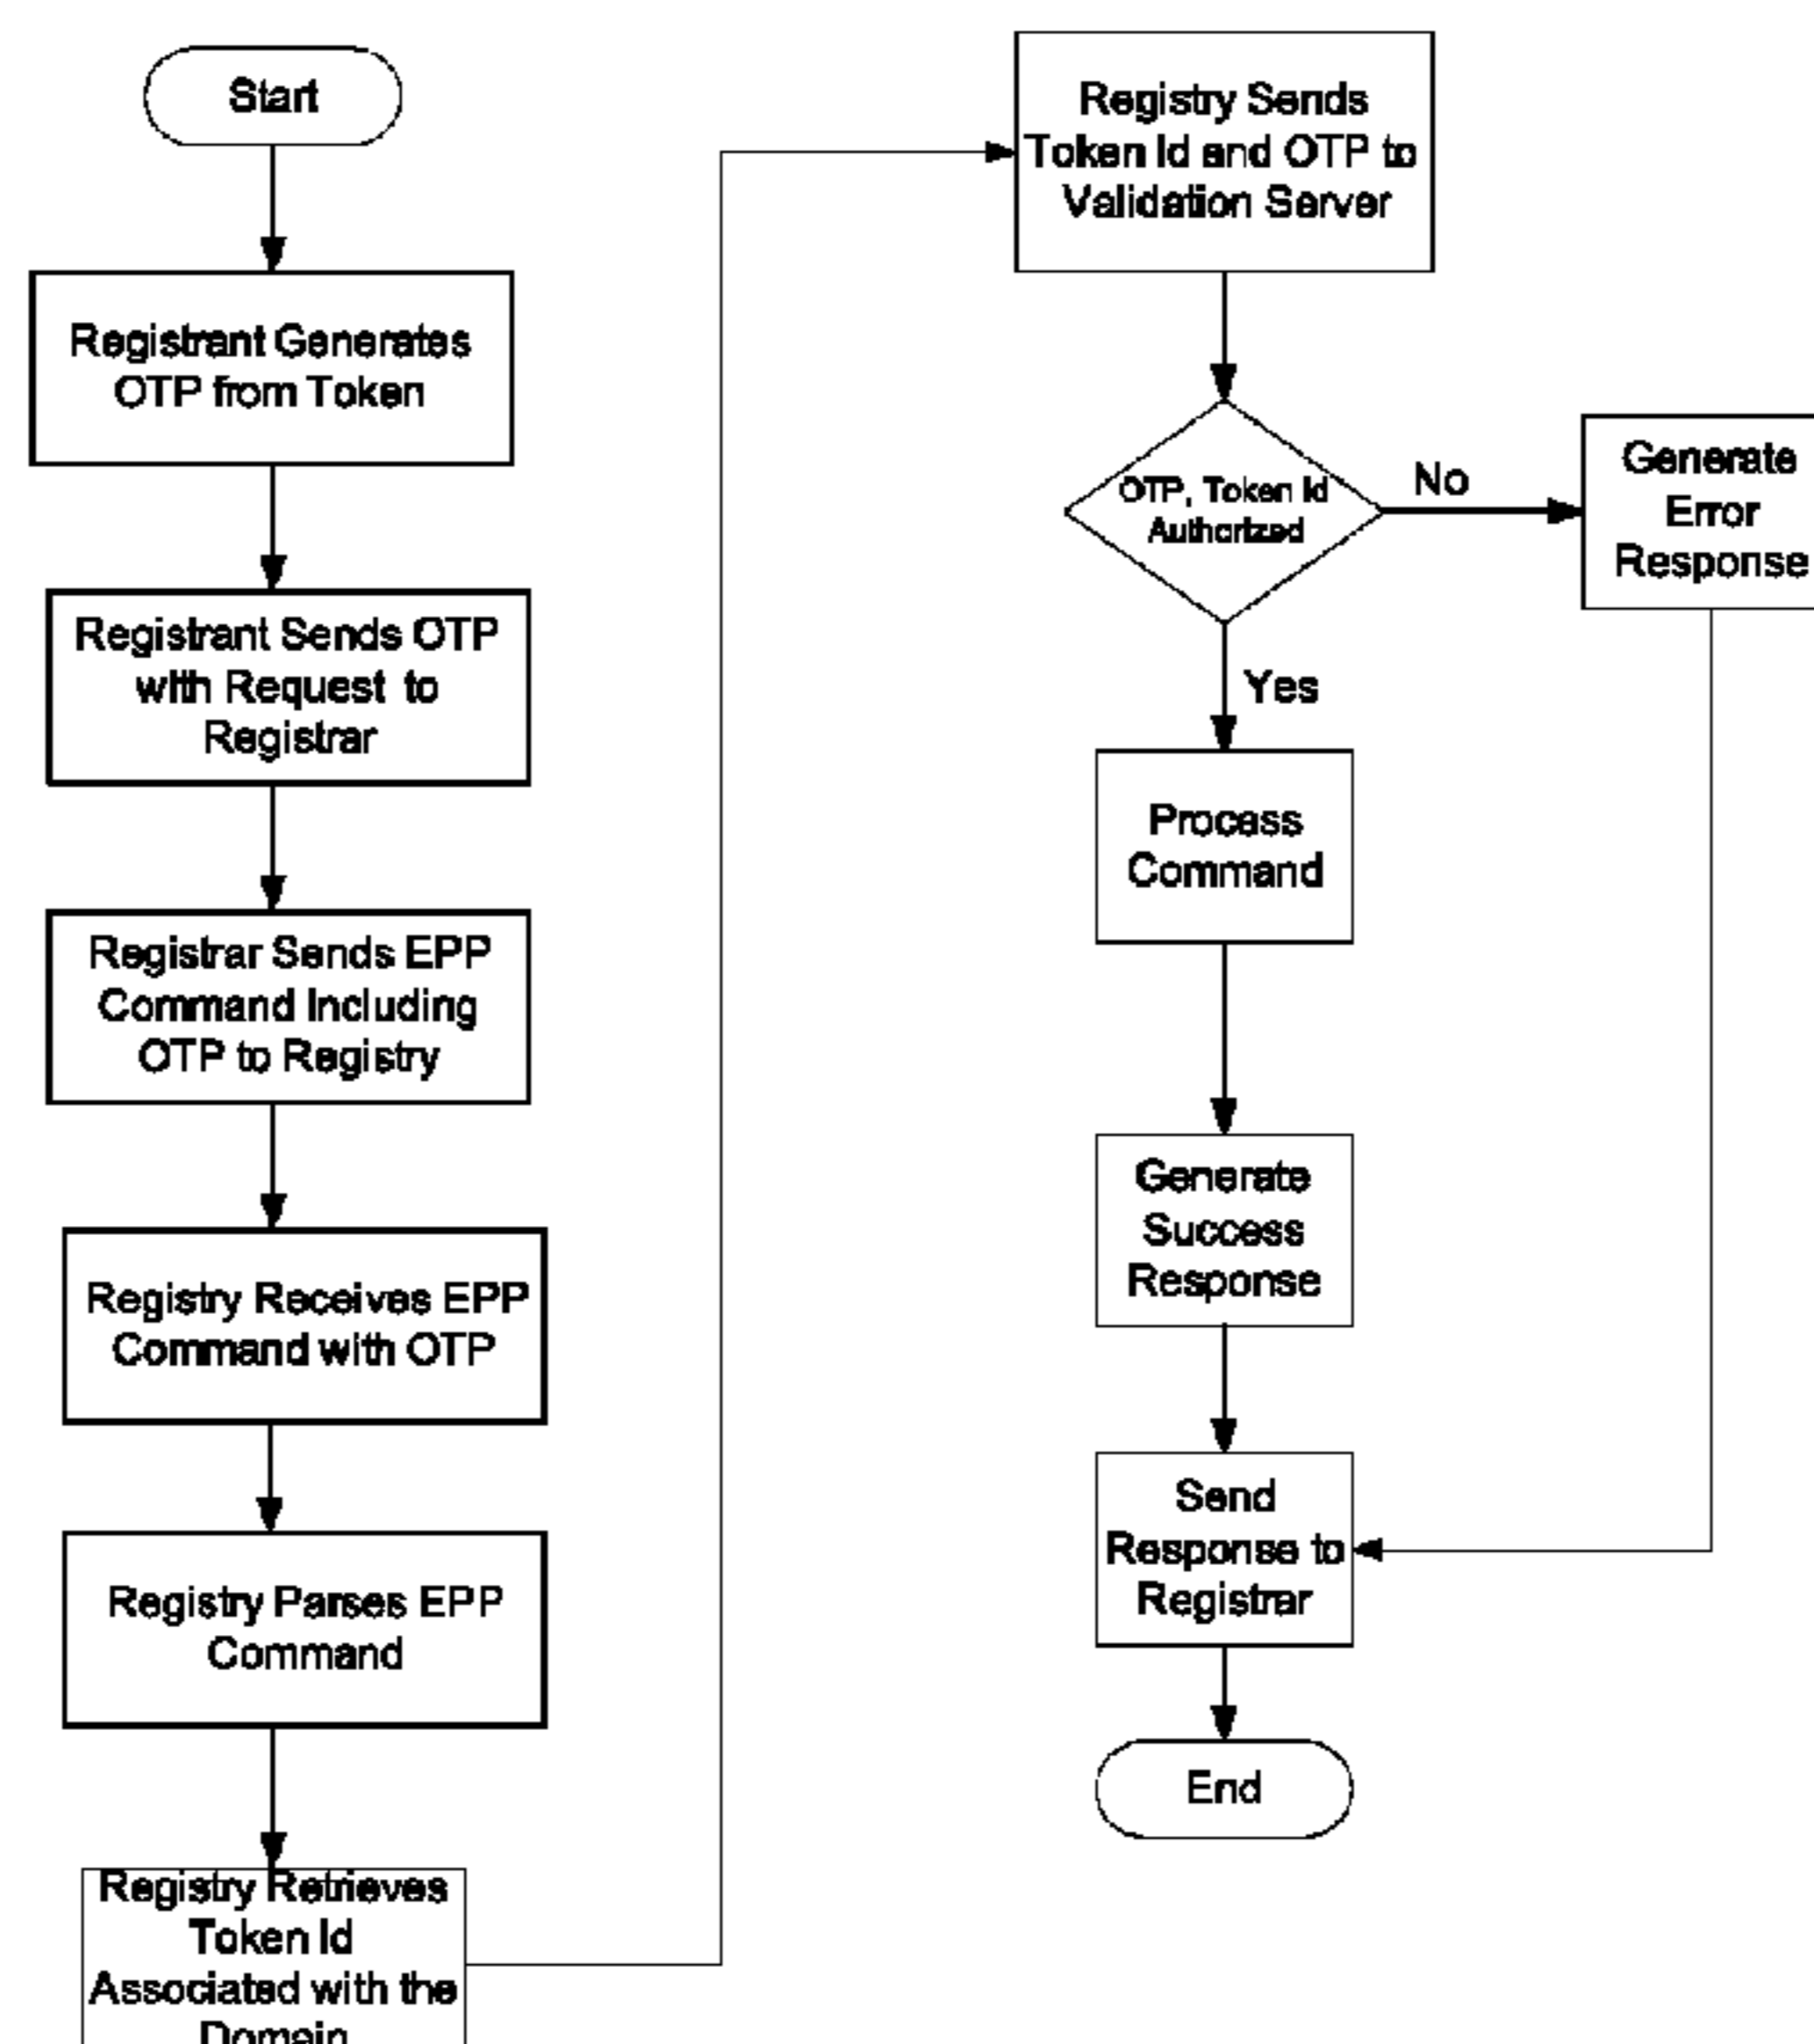 Start
Registrant Generates
OTP from Token
Registrant Sends OTP
with Request to
Registrar
Registrar Sends EPP
Command Including
OTP to Registry
Registry Receives EPP
Command with OTP
Registry Parses EPP
Command
Registry Retrieves
Token Id
Associated with the
Domain
Registry Sends
Token Id and OTP to
Validation Server
OTP, Token Id
Authorized
No
Generate
Error
Response
Yes
Process
Command
Generate
Success
Response
Send
Response to
Registrar
End